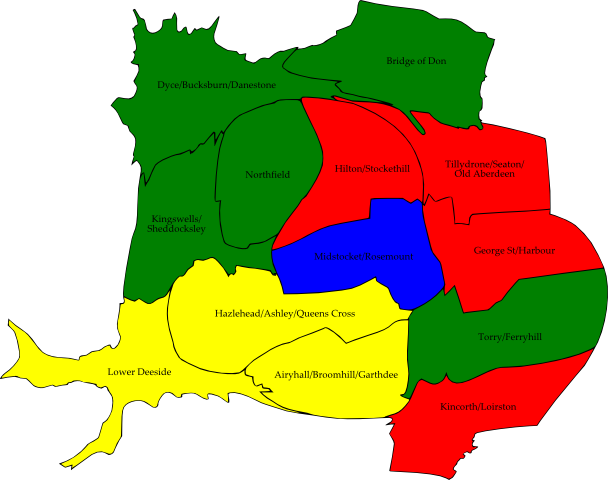 Bridge of Don
Dyce/Bucksburn/Danestone
Hilton/Stockethill
Tillydrone/Seaton/
Old Aberdeen
Northfield
Kingswells/
Sheddocksley
George St/Harbour
Midstocket/Rosemount
Hazlehead/Ashley/Queens Cross
Torry/Ferryhill
Lower Deeside
Airyhall/Broomhill/Garthdee
Kincorth/Loirston